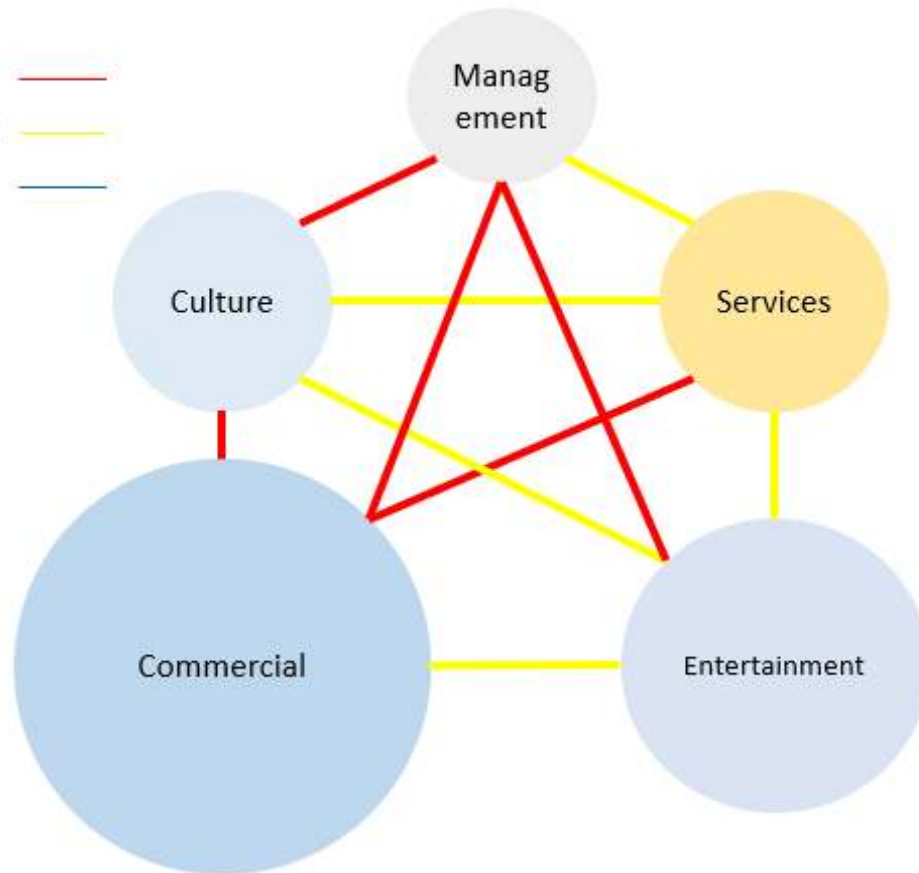 Manag
ement
Culture
Services
Commercial
Entertainment